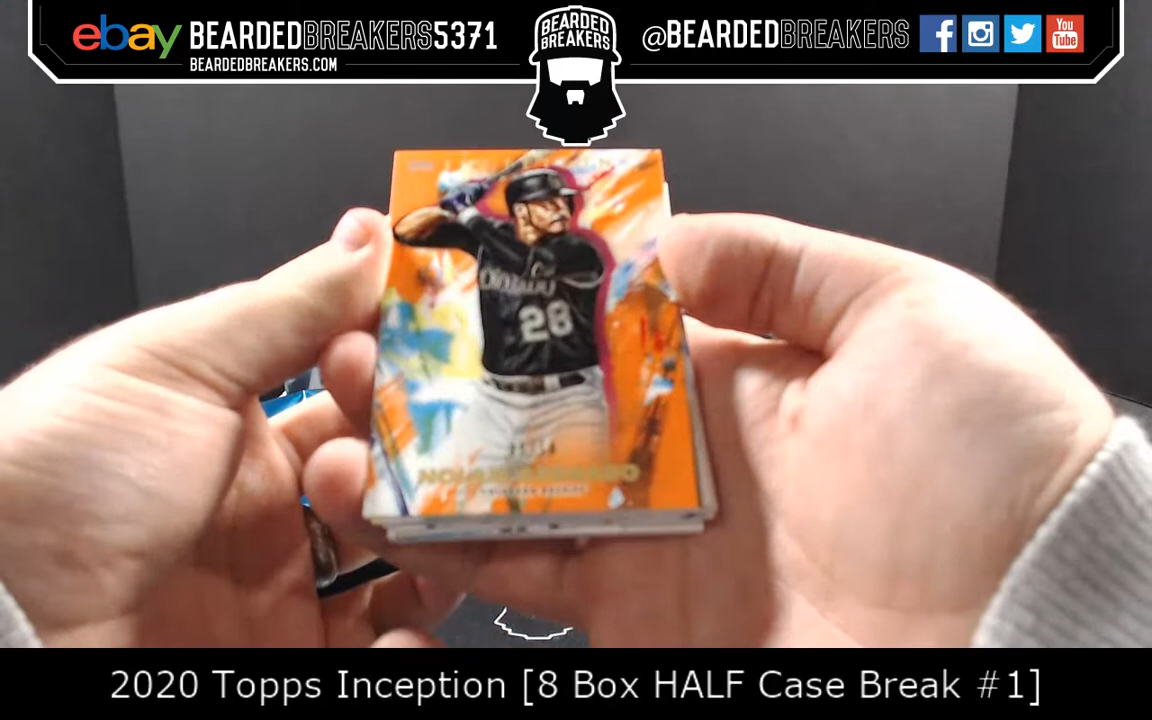 ebay BEARDEDBREAKERS5371
BEARDEDBREAKERS.COM
BEARDED
BREAKERS
@BEARDEDBREAKERS
You
Tube
COLORADO
28
2020 Topps Inception [8 Box HALF Case Break #1]